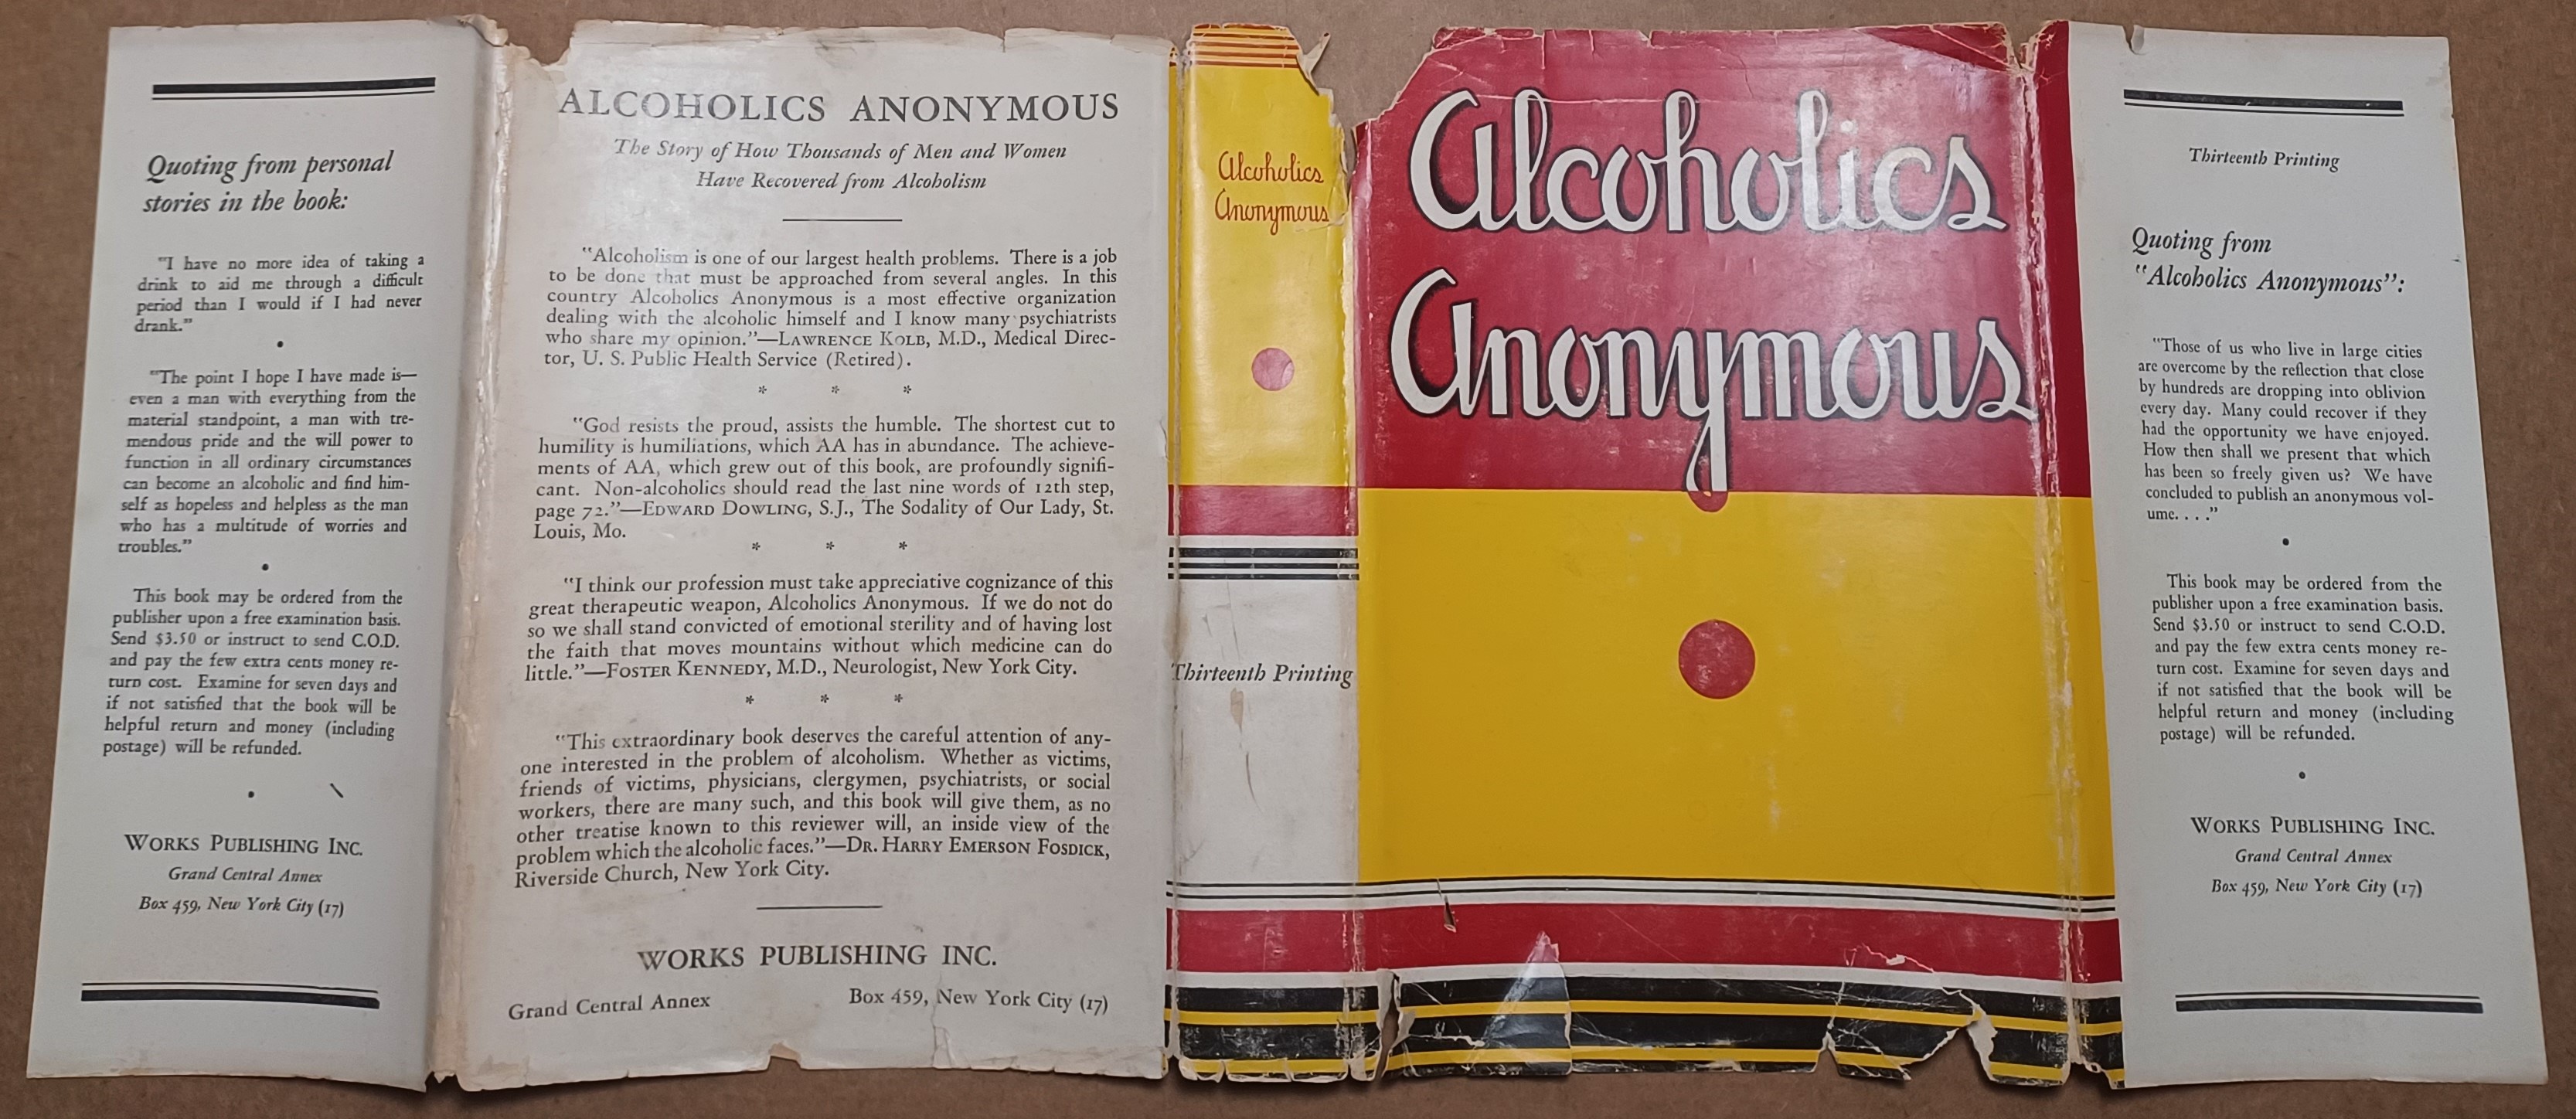 Quoting from personal
stories in the book:
"I have no more idea of taking a
drink to aid me through a difficult
period than I would if I had never
drank."
"The point I hope I have made is—
even a man with everything from the
material standpoint, a man with tre-
mendous pride and the will power to
function in all ordinary circumstances
can become an alcoholic and find him-
self as hopeless and helpless as the man
who has a multitude of worries and
troubles."
This book may be ordered from the
publisher upon a free examination basis.
Send $3.50 or instruct to send C.O.D.
and pay the few extra cents money re-
turn cost. Examine for seven days and
if not satisfied that the book will be
helpful return and money (including
postage) will be refunded.
WORKS PUBLISHING INC.
Grand Central Annex
Box 459, New York City (17)
ALCOHOLICS ANONYMOUS
The Story of How Thousands of Men and Women
Have Recovered from Alcoholism
"Alcoholism is one of our largest health problems. There is a job
to be done that must be approached from several angles. In this
country Alcoholics Anonymous is a most effective organization
dealing with the alcoholic himself and I know many psychiatrists
who share my opinion."—LAWRENCE KOLB, M.D., Medical Direc-
tor, U. S. Public Health Service (Retired).
* * *
"God resists the proud, assists the humble. The shortest cut to
humility is humiliations, which AA has in abundance. The achieve-
ments of AA, which grew out of this book, are profoundly signifi-
cant. Non-alcoholics should read the last nine words of 12th step,
page 72."—EDWARD DOWLING, S.J., The Sodality of Our Lady, St.
Louis, Mo.
* * *
"I think our profession must take appreciative cognizance of this
great therapeutic weapon, Alcoholics Anonymous. If we do not do
so we shall stand convicted of emotional sterility and of having lost
the faith that moves mountains without which medicine can do
little."—FOSTER KENNEDY, M.D., Neurologist, New York City.
* * *
"This extraordinary book deserves the careful attention of any-
one interested in the problem of alcoholism. Whether as victims,
friends of victims, physicians, clergymen, psychiatrists, or social
workers, there are many such, and this book will give them, as no
other treatise known to this reviewer will, an inside view of the
problem which the alcoholic faces."—DR. HARRY EMERSON FOSDICK,
Riverside Church, New York City.
WORKS PUBLISHING INC.
Grand Central Annex Box 459, New York City (17)
Alcoholics
Anonymous
Thirteenth Printing
Alcoholics
Anonymous
Thirteenth Printing
Quoting from
"Alcoholics Anonymous":
"Those of us who live in large cities
are overcome by the reflection that close
by hundreds are dropping into oblivion
every day. Many could recover if they
had the opportunity we have enjoyed.
How then shall we present that which
has been so freely given us? We have
concluded to publish an anonymous vol-
ume. . . ."
This book may be ordered from the
publisher upon a free examination basis.
Send $3.50 or instruct to send C.O.D.
and pay the few extra cents money re-
turn cost. Examine for seven days and
if not satisfied that the book will be
helpful return and money (including
postage) will be refunded.
WORKS PUBLISHING INC.
Grand Central Annex
Box 459, New York City (17)